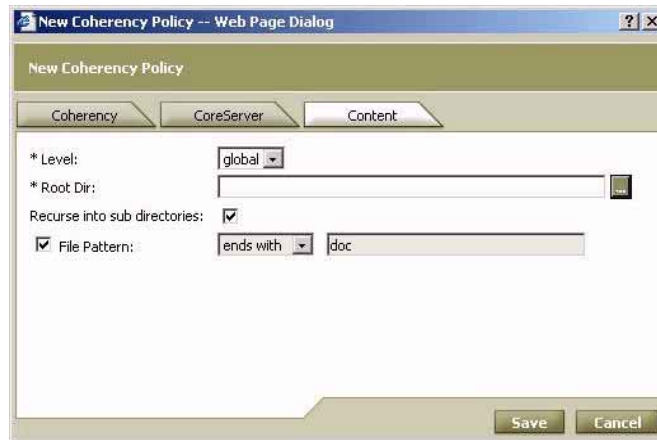 New Coherency Policy -- Web Page Dialog
New Coherency Policy
Coherency CoreServer Content
* Level: global
* Root Dir: ...
Recurse into sub directories:
File Pattern: ends with doc
Save Cancel